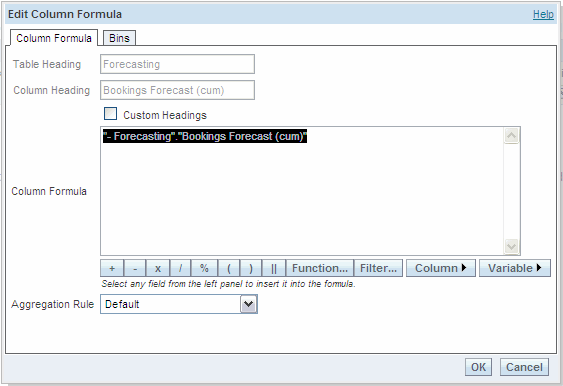 Edit Column Formula Help
Column Formula Bins
Table Heading Forecasting
Column Heading Bookings Forecast (cum)
Custom Headings
"- Forecasting"."Bookings Forecast (cum)"
Column Formula
+ - x / % ( ) || Function... Filter... Column Variable
Select any field from the left panel to insert it into the formula.
Aggregation Rule Default
OK Cancel